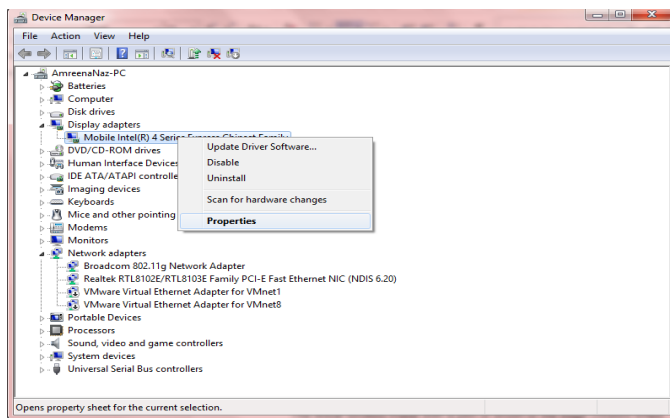 Device Manager
File Action View Help
AmreenaNaz-PC
Batteries
Computer
Disk drives
Display adapters
Mobile Intel(R) 4 Series Express Chipset Family
DVD/CD-ROM drives
Human Interface Devices
IDE ATA/ATAPI controlle
Imaging devices
Keyboards
Mice and other pointing
Modems
Monitors
Network adapters
Broadcom 802.11g Network Adapter
Realtek RTL8102E/RTL8103E Family PCI-E Fast Ethernet NIC (NDIS 6.20)
VMware Virtual Ethernet Adapter for VMnet1
VMware Virtual Ethernet Adapter for VMnet8
Portable Devices
Processors
Sound, video and game controllers
System devices
Universal Serial Bus controllers
Update Driver Software...
Disable
Uninstall
Scan for hardware changes
Properties
Opens property sheet for the current selection.